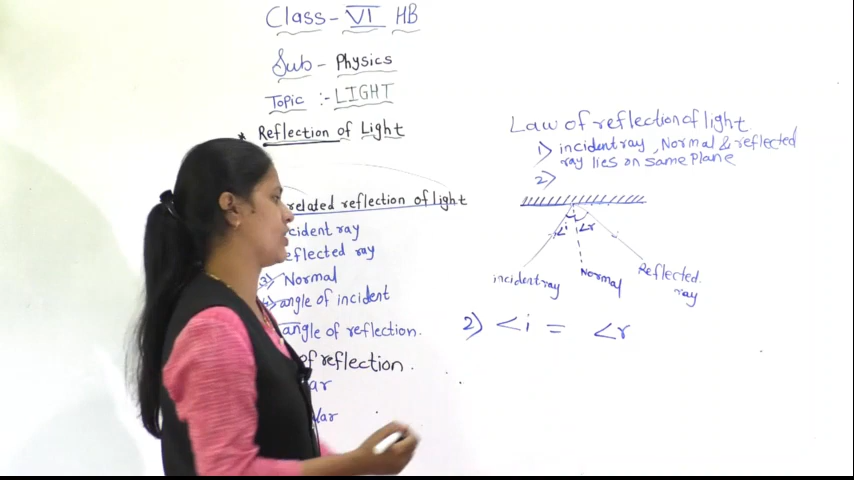 Class - VI HB
Sub - Physics
Topic :- LIGHT
* Reflection of Light
related reflection of light
cident ray
eflected ray
3) Normal
4) angle of incident
angle of reflection.
of reflection.
ar
lar
Law of reflection of light
1) incident ray, Normal & reflected
ray lies on same plane
2)
<i <r
incident ray
Normal
Reflected ray
2) <i = <r